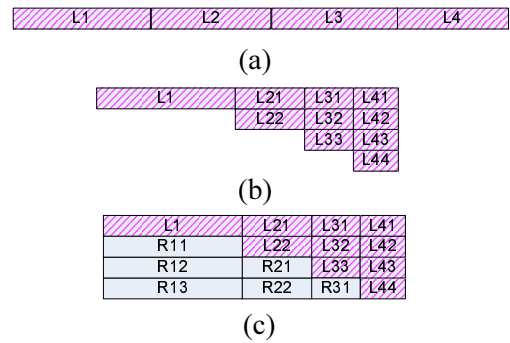 L1 L2 L3 L4
(a)
L1 L21 L31 L41
L22 L32 L42
L33 L43
L44
(b)
L1 L21 L31 L41
R11 L22 L32 L42
R12 R21 L33 L43
R13 R22 R31 L44
(c)